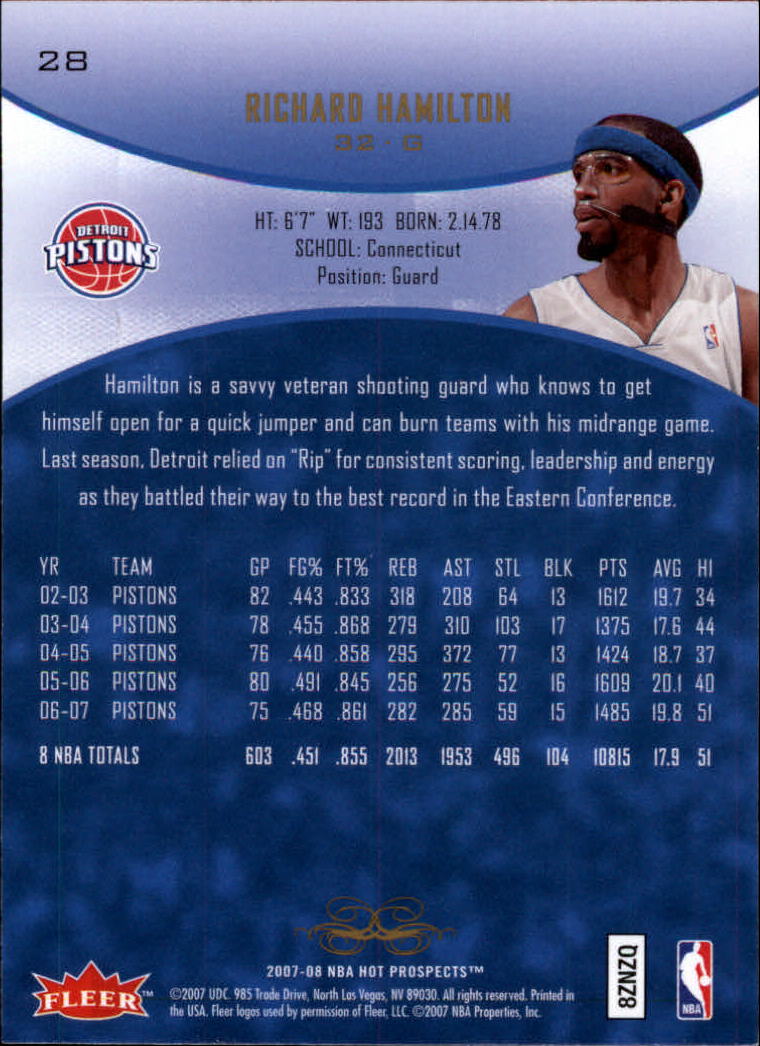 28
RICHARD HAMILTON
32 · G
DETROIT
PISTONS
HT: 6'7" WT: 193 BORN: 2.14.78
SCHOOL: Connecticut
Position: Guard
Hamilton is a savvy veteran shooting guard who knows to get
himself open for a quick jumper and can burn teams with his midrange game.
Last season, Detroit relied on "Rip" for consistent scoring, leadership and energy
as they battled their way to the best record in the Eastern Conference.
YR TEAM GP FG% FT% REB AST STL BLK PTS AVG HI
02-03 PISTONS 82 .443 .833 318 208 64 13 1612 19.7 34
03-04 PISTONS 78 .455 .868 279 310 103 17 1375 17.6 44
04-05 PISTONS 76 .440 .858 295 372 77 13 1424 18.7 37
05-06 PISTONS 80 .491 .845 256 275 52 16 1609 20.1 40
06-07 PISTONS 75 .468 .861 282 285 59 15 1485 19.8 51
8 NBA TOTALS 603 .451 .855 2013 1953 496 104 10815 17.9 51
2007-08 NBA HOT PROSPECTS™
FLEER™
©2007 UDC. 985 Trade Drive, North Las Vegas, NV 89030. All rights reserved. Printed in
the USA. Fleer logos used by permission of Fleer, LLC. ©2007 NBA Properties, Inc.
8ZNZQ
NBA